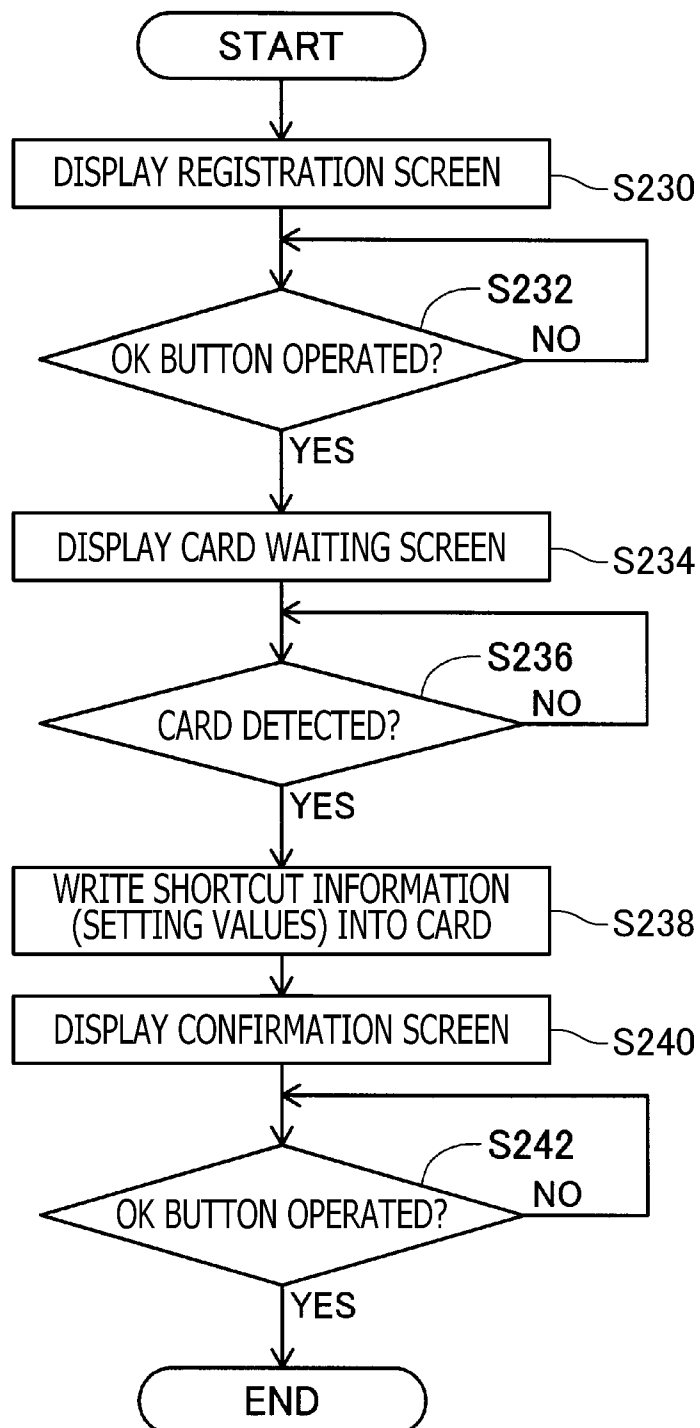 START
DISPLAY REGISTRATION SCREEN
S230
S232
OK BUTTON OPERATED?
NO
YES
DISPLAY CARD WAITING SCREEN
S234
S236
CARD DETECTED?
NO
YES
WRITE SHORTCUT INFORMATION
(SETTING VALUES) INTO CARD
S238
DISPLAY CONFIRMATION SCREEN
S240
S242
OK BUTTON OPERATED?
NO
YES
END